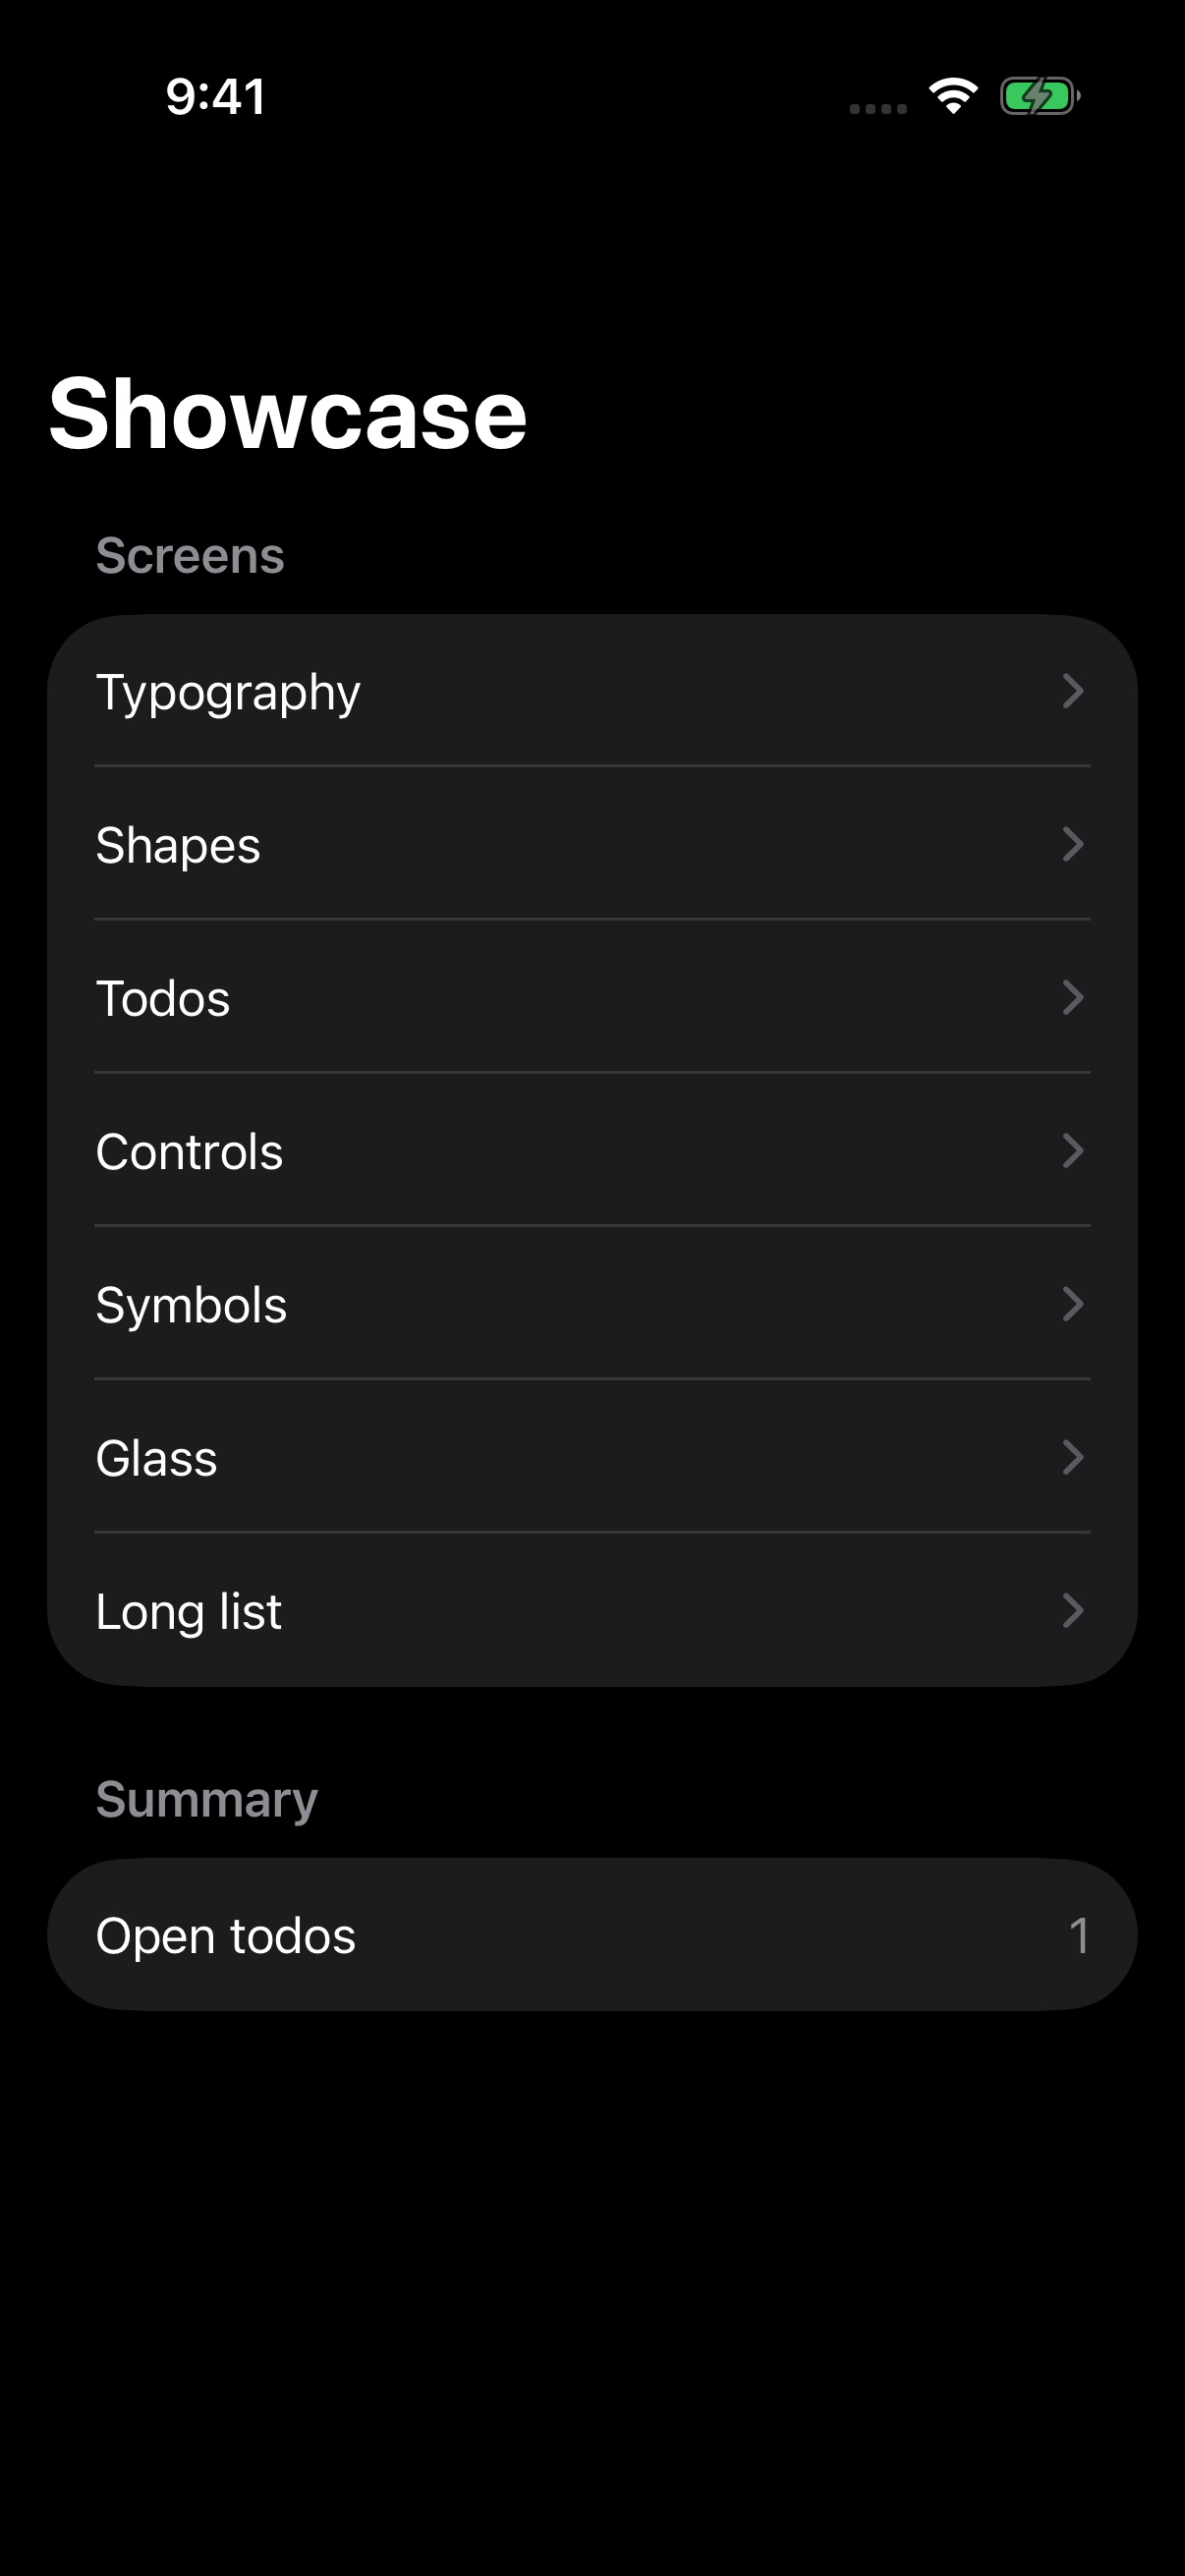 9:41
Showcase
Screens
Typography
Shapes
Todos
Controls
Symbols
Glass
Long list
Summary
Open todos 1